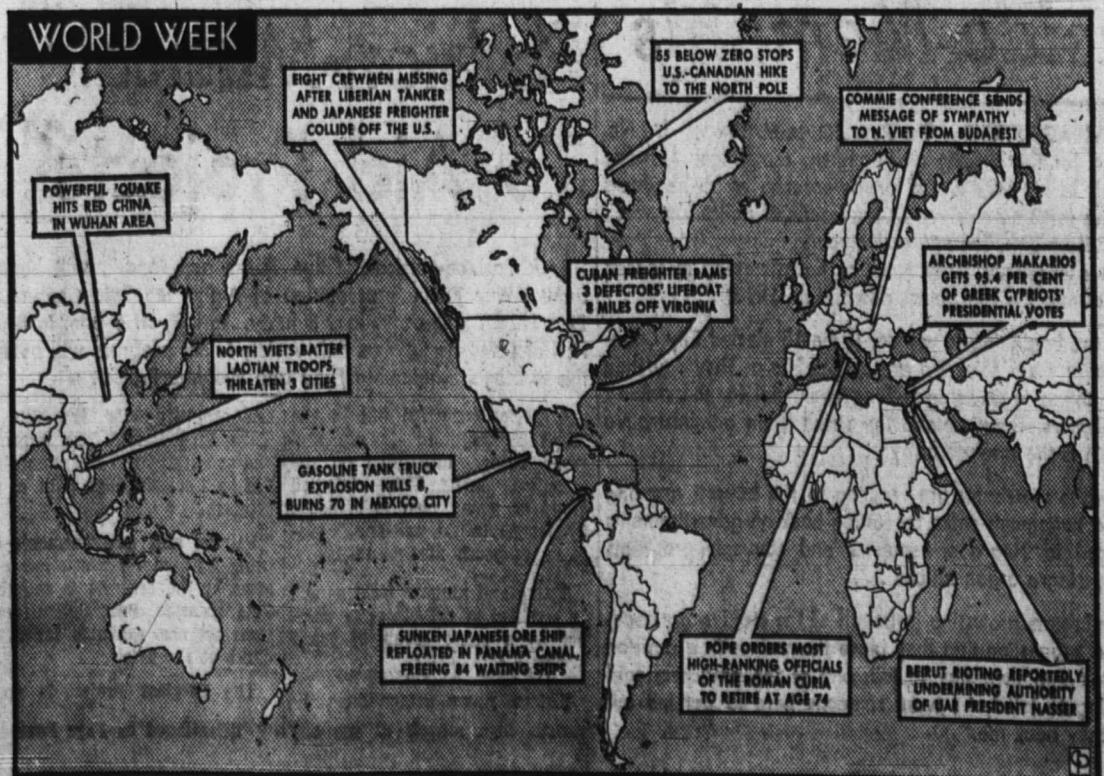 WORLD WEEK
EIGHT CREWMEN MISSING
AFTER LIBERIAN TANKER
AND JAPANESE FREIGHTER
COLLIDE OFF THE U.S.
55 BELOW ZERO STOPS
U.S.-CANADIAN HIKE
TO THE NORTH POLE
COMMIE CONFERENCE SENDS
MESSAGE OF SYMPATHY
TO N. VIET FROM BUDAPEST
POWERFUL 'QUAKE
HITS RED CHINA
IN WUHAN AREA
CUBAN FREIGHTER RAMS
3 DEFECTORS' LIFEBOAT
8 MILES OFF VIRGINIA
ARCHBISHOP MAKARIOS
GETS 95.4 PER CENT
OF GREEK CYPRIOTS'
PRESIDENTIAL VOTES
NORTH VIETS BATTER
LAOTIAN TROOPS,
THREATEN 3 CITIES
GASOLINE TANK TRUCK
EXPLOSION KILLS 8,
BURNS 70 IN MEXICO CITY
SUNKEN JAPANESE ORE SHIP
REFLOATED IN PANAMA CANAL,
FREEING 84 WAITING SHIPS
POPE ORDERS MOST
HIGH-RANKING OFFICIALS
OF THE ROMAN CURIA
TO RETIRE AT AGE 74
BEIRUT RIOTING REPORTEDLY
UNDERMINING AUTHORITY
OF UAR PRESIDENT NASSER